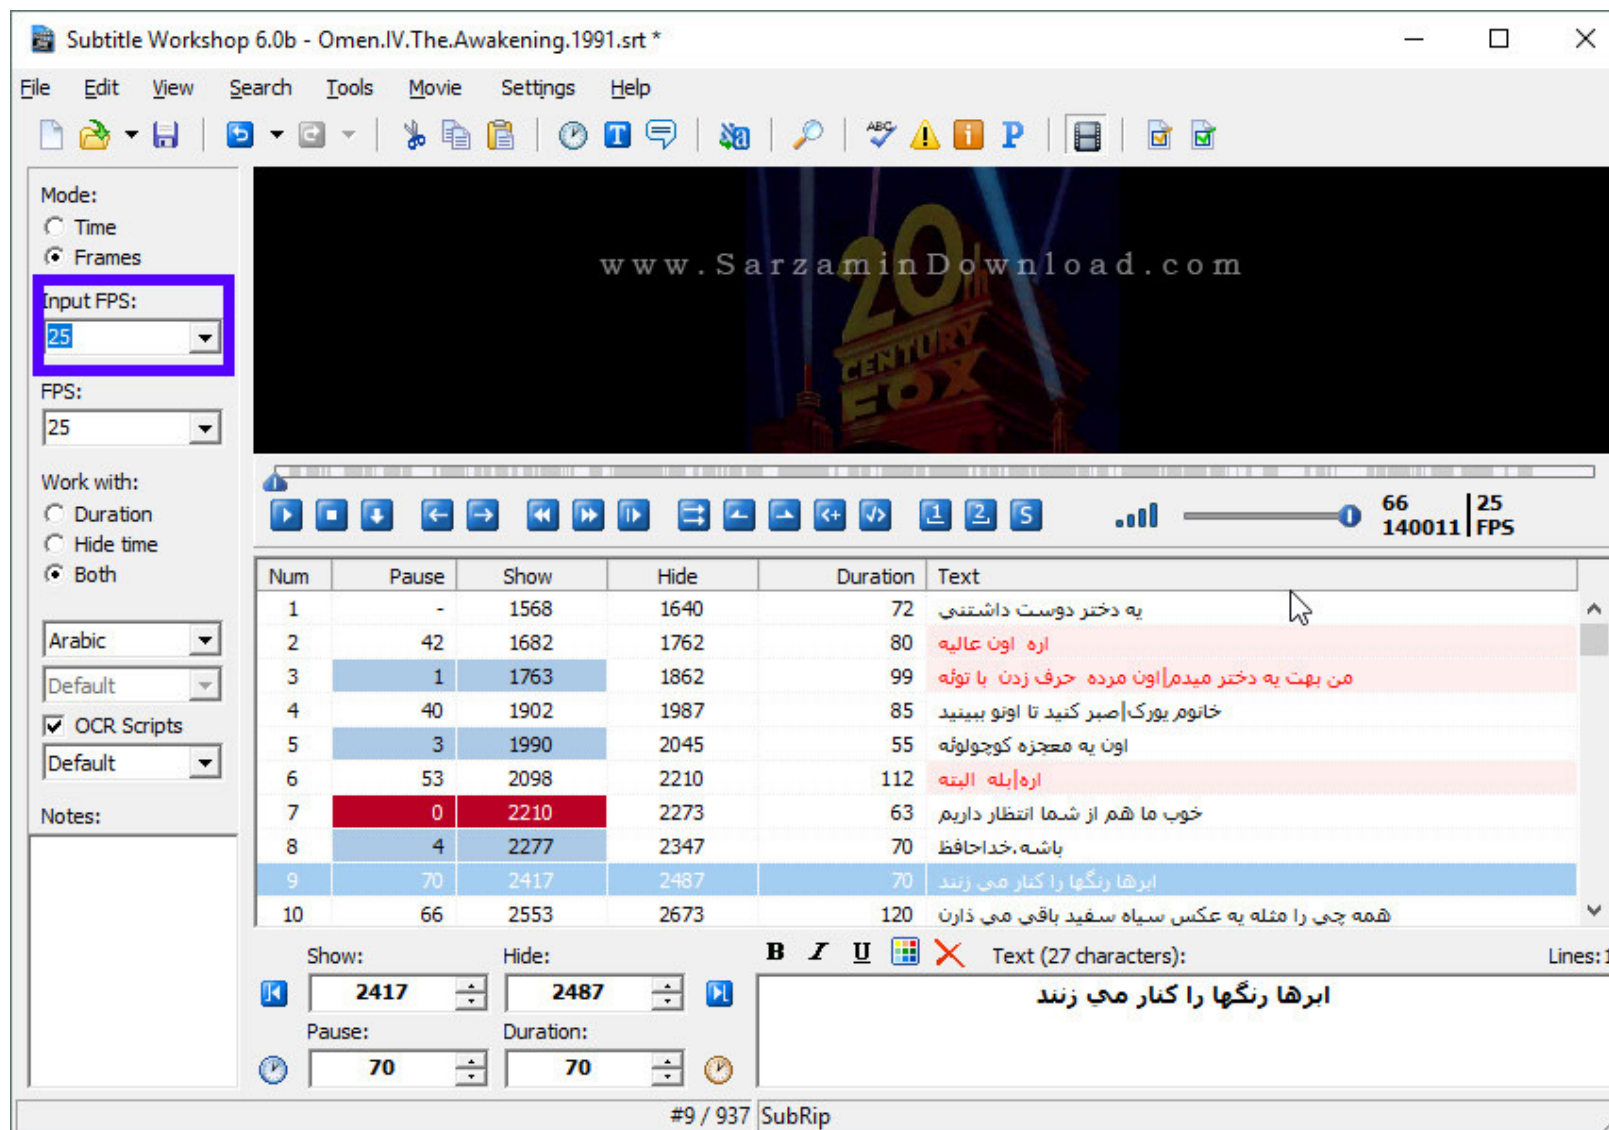 Subtitle Workshop 6.0b - Omen.IV.The.Awakening.1991.srt *
File Edit View Search Tools Movie Settings Help
Mode:
Time
Frames
Input FPS:
25
FPS:
25
Work with:
Duration
Hide time
Both
Arabic
Default
OCR Scripts
Default
Notes:
www.SarzaminDownload.com
20
CENTURY
FOX
66 25
140011 FPS
Num Pause Show Hide Duration Text
1 - 1568 1640 72 یه دختر دوست داشتنی
2 42 1682 1762 80 اره اون عالیه
3 1 1763 1862 99 من بهت یه دختر میدم|اون مرده حرف زدن با توئه
4 40 1902 1987 85 خانوم یورک|صبر کنید تا اونو ببینید
5 3 1990 2045 55 اون یه معجزه کوچولوئه
6 53 2098 2210 112 اره|بله البته
7 0 2210 2273 63 خوب ما هم از شما انتظار داریم
8 4 2277 2347 70 باشه.خداحافظ
9 70 2417 2487 70 ابرها رنگها را کنار می زنند
10 66 2553 2673 120 همه چی را مثله یه عکس سیاه سفید باقی می ذارن
Show: Hide: B I U Text (27 characters): Lines: 1
2417 2487 ابرها رنگها را کنار مي زنند
Pause: Duration:
70 70
#9 / 937 SubRip